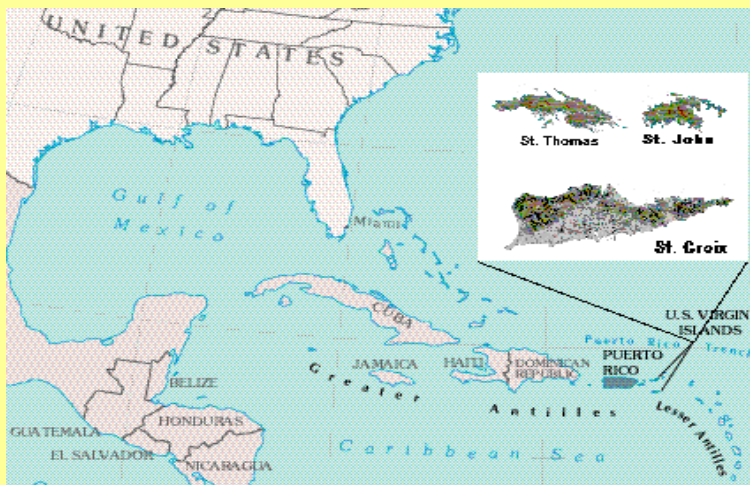 UNITED STATES
St. Thomas
St. John
St. Croix
Gulf of
Mexico
Miami
CUBA
U.S. VIRGIN
ISLANDS
Puerto Rico Trench
PUERTO
RICO
JAMAICA
HAITI
DOMINICAN
REPUBLIC
BELIZE
Greater Antilles
Lesser Antilles
GUATEMALA
HONDURAS
EL SALVADOR
Caribbean Sea
NICARAGUA